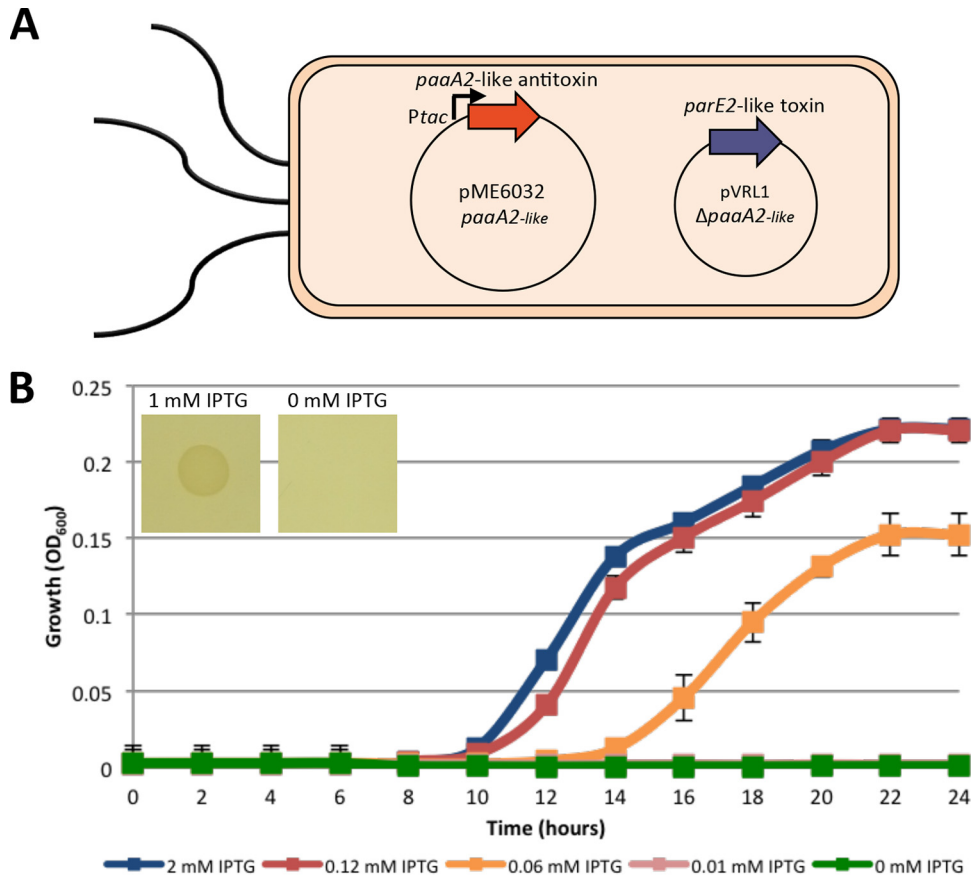 A
paaA2-like antitoxin
Ptac
parE2-like toxin
pME6032
paaA2-like
pVRL1
ΔpaaA2-like
B
1 mM IPTG
0 mM IPTG
Growth (OD600)
0.25
0.2
0.15
0.1
0.05
0
0 2 4 6 8 10 12 14 16 18 20 22 24
Time (hours)
2 mM IPTG 0.12 mM IPTG 0.06 mM IPTG 0.01 mM IPTG 0 mM IPTG